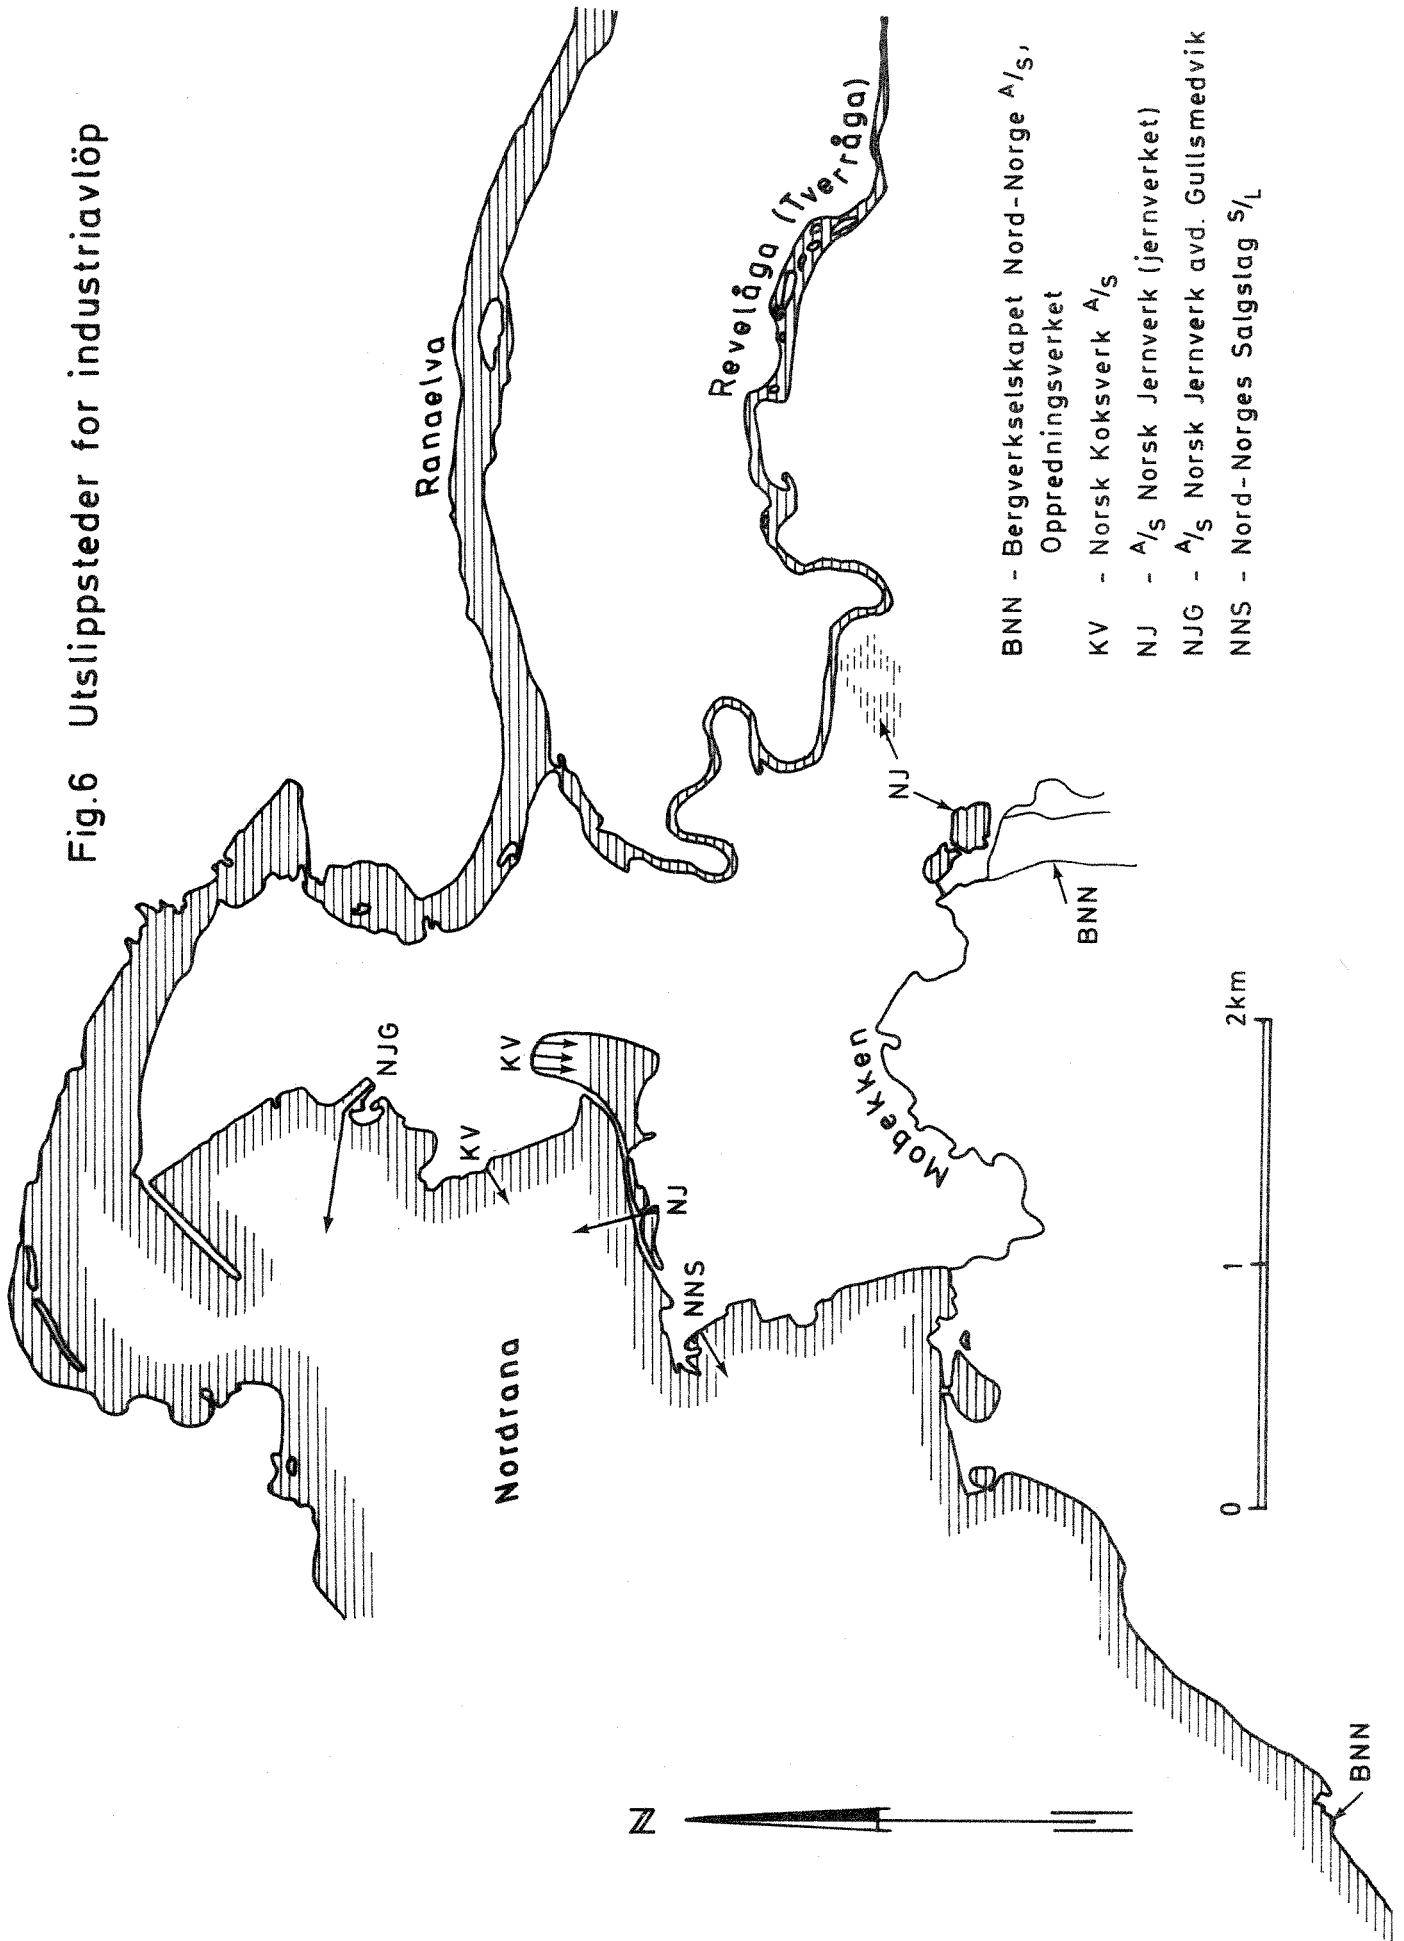 Fig.6 Utslippsteder for industriavlöp
Ranaelva
Revelåga (Tverråga)
NJG
KV
KV
NJ
NNS
Nordrana
NJ
BNN
Mobekken
BNN
N
0 1 2km
BNN - Bergverkselskapet Nord-Norge A/S,
Oppredningsverket
KV - Norsk Koksverk A/S
NJ - A/S Norsk Jernverk (jernverket)
NJG - A/S Norsk Jernverk avd. Gullsmedvik
NNS - Nord-Norges Salgslag S/L